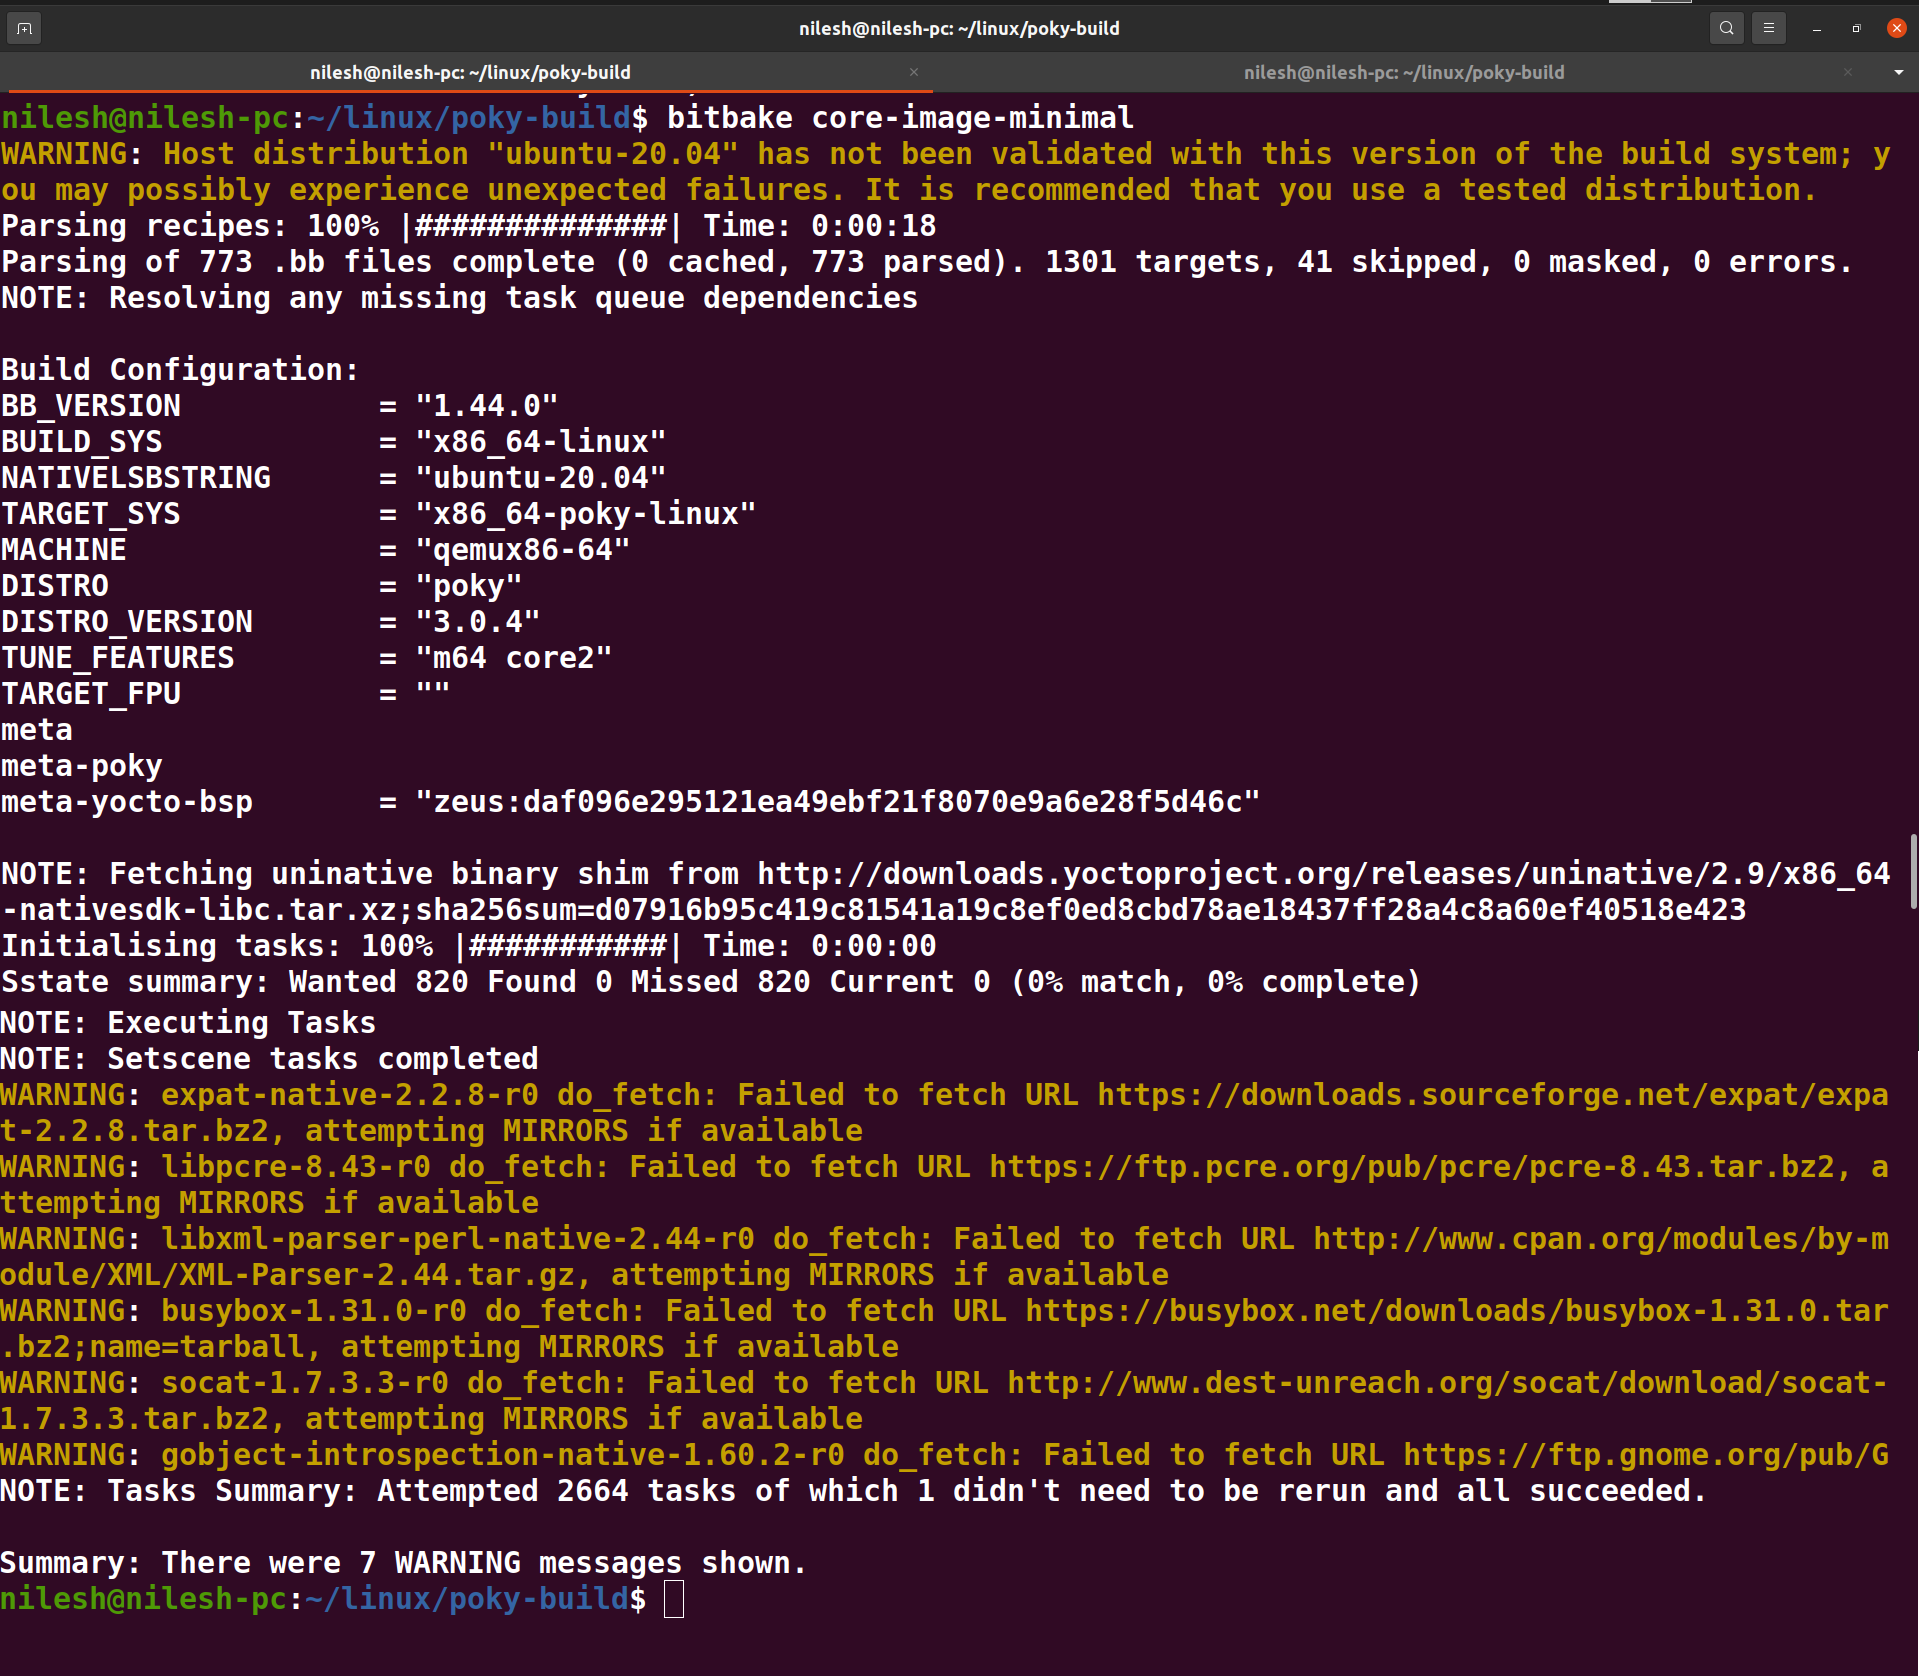 nilesh@nilesh-pc: ~/linux/poky-build
nilesh@nilesh-pc: ~/linux/poky-build
nilesh@nilesh-pc: ~/linux/poky-build
nilesh@nilesh-pc:~/linux/poky-build$ bitbake core-image-minimal
WARNING: Host distribution "ubuntu-20.04" has not been validated with this version of the build system; y
ou may possibly experience unexpected failures. It is recommended that you use a tested distribution.
Parsing recipes: 100% |##############| Time: 0:00:18
Parsing of 773 .bb files complete (0 cached, 773 parsed). 1301 targets, 41 skipped, 0 masked, 0 errors.
NOTE: Resolving any missing task queue dependencies
Build Configuration:
BB_VERSION           = "1.44.0"
BUILD_SYS            = "x86_64-linux"
NATIVELSBSTRING      = "ubuntu-20.04"
TARGET_SYS           = "x86_64-poky-linux"
MACHINE              = "qemux86-64"
DISTRO               = "poky"
DISTRO_VERSION       = "3.0.4"
TUNE_FEATURES        = "m64 core2"
TARGET_FPU           = ""
meta
meta-poky
meta-yocto-bsp       = "zeus:daf096e295121ea49ebf21f8070e9a6e28f5d46c"
NOTE: Fetching uninative binary shim from http://downloads.yoctoproject.org/releases/uninative/2.9/x86_64
-nativesdk-libc.tar.xz;sha256sum=d07916b95c419c81541a19c8ef0ed8cbd78ae18437ff28a4c8a60ef40518e423
Initialising tasks: 100% |###########| Time: 0:00:00
Sstate summary: Wanted 820 Found 0 Missed 820 Current 0 (0% match, 0% complete)
NOTE: Executing Tasks
NOTE: Setscene tasks completed
WARNING: expat-native-2.2.8-r0 do_fetch: Failed to fetch URL https://downloads.sourceforge.net/expat/expa
t-2.2.8.tar.bz2, attempting MIRRORS if available
WARNING: libpcre-8.43-r0 do_fetch: Failed to fetch URL https://ftp.pcre.org/pub/pcre/pcre-8.43.tar.bz2, a
ttempting MIRRORS if available
WARNING: libxml-parser-perl-native-2.44-r0 do_fetch: Failed to fetch URL http://www.cpan.org/modules/by-m
odule/XML/XML-Parser-2.44.tar.gz, attempting MIRRORS if available
WARNING: busybox-1.31.0-r0 do_fetch: Failed to fetch URL https://busybox.net/downloads/busybox-1.31.0.tar
.bz2;name=tarball, attempting MIRRORS if available
WARNING: socat-1.7.3.3-r0 do_fetch: Failed to fetch URL http://www.dest-unreach.org/socat/download/socat-
1.7.3.3.tar.bz2, attempting MIRRORS if available
WARNING: gobject-introspection-native-1.60.2-r0 do_fetch: Failed to fetch URL https://ftp.gnome.org/pub/G
NOTE: Tasks Summary: Attempted 2664 tasks of which 1 didn't need to be rerun and all succeeded.
Summary: There were 7 WARNING messages shown.
nilesh@nilesh-pc:~/linux/poky-build$